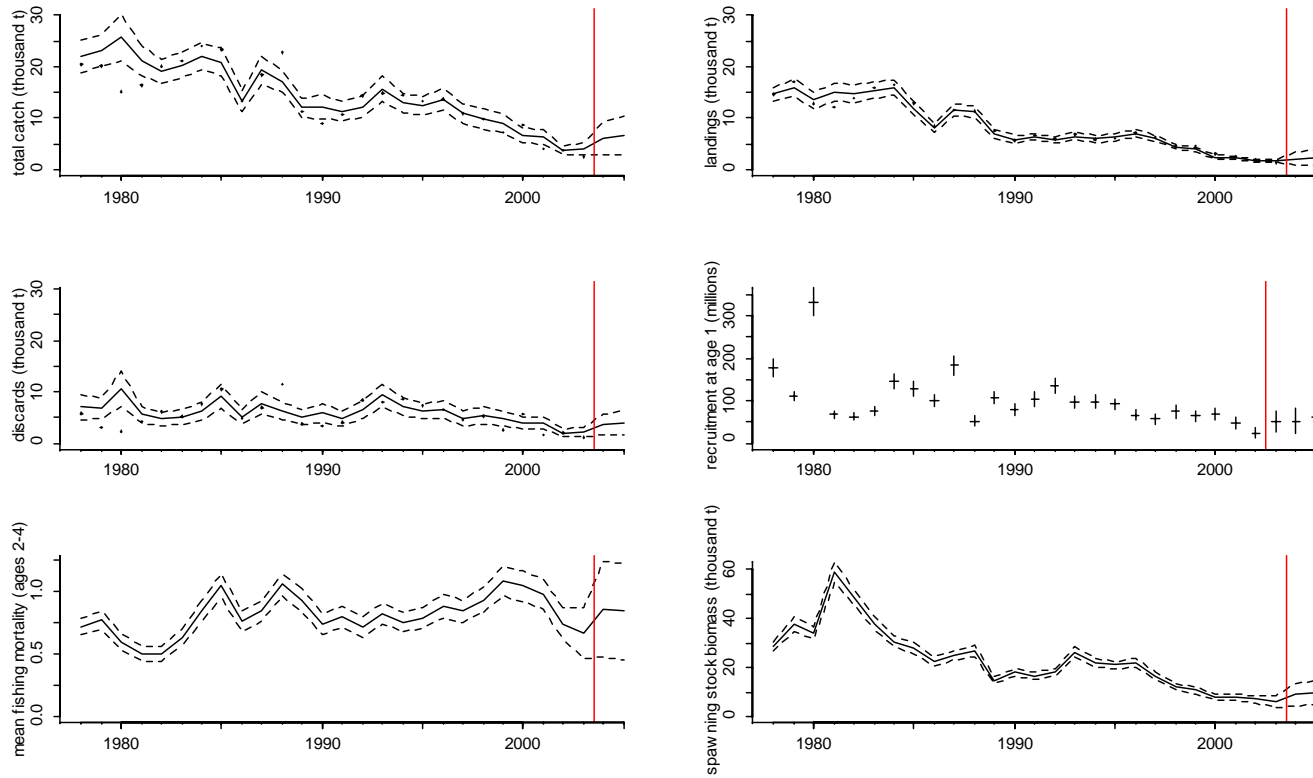 total catch (thousand t)
30
20
10
0
1980 1990 2000
landings (thousand t)
30
20
10
0
1980 1990 2000
discards (thousand t)
30
20
10
0
1980 1990 2000
recruitment at age 1 (millions)
300
200
100
0
1980 1990 2000
mean fishing mortality (ages 2-4)
1.0
0.5
0.0
1980 1990 2000
spawning stock biomass (thousand t)
60
40
20
0
1980 1990 2000